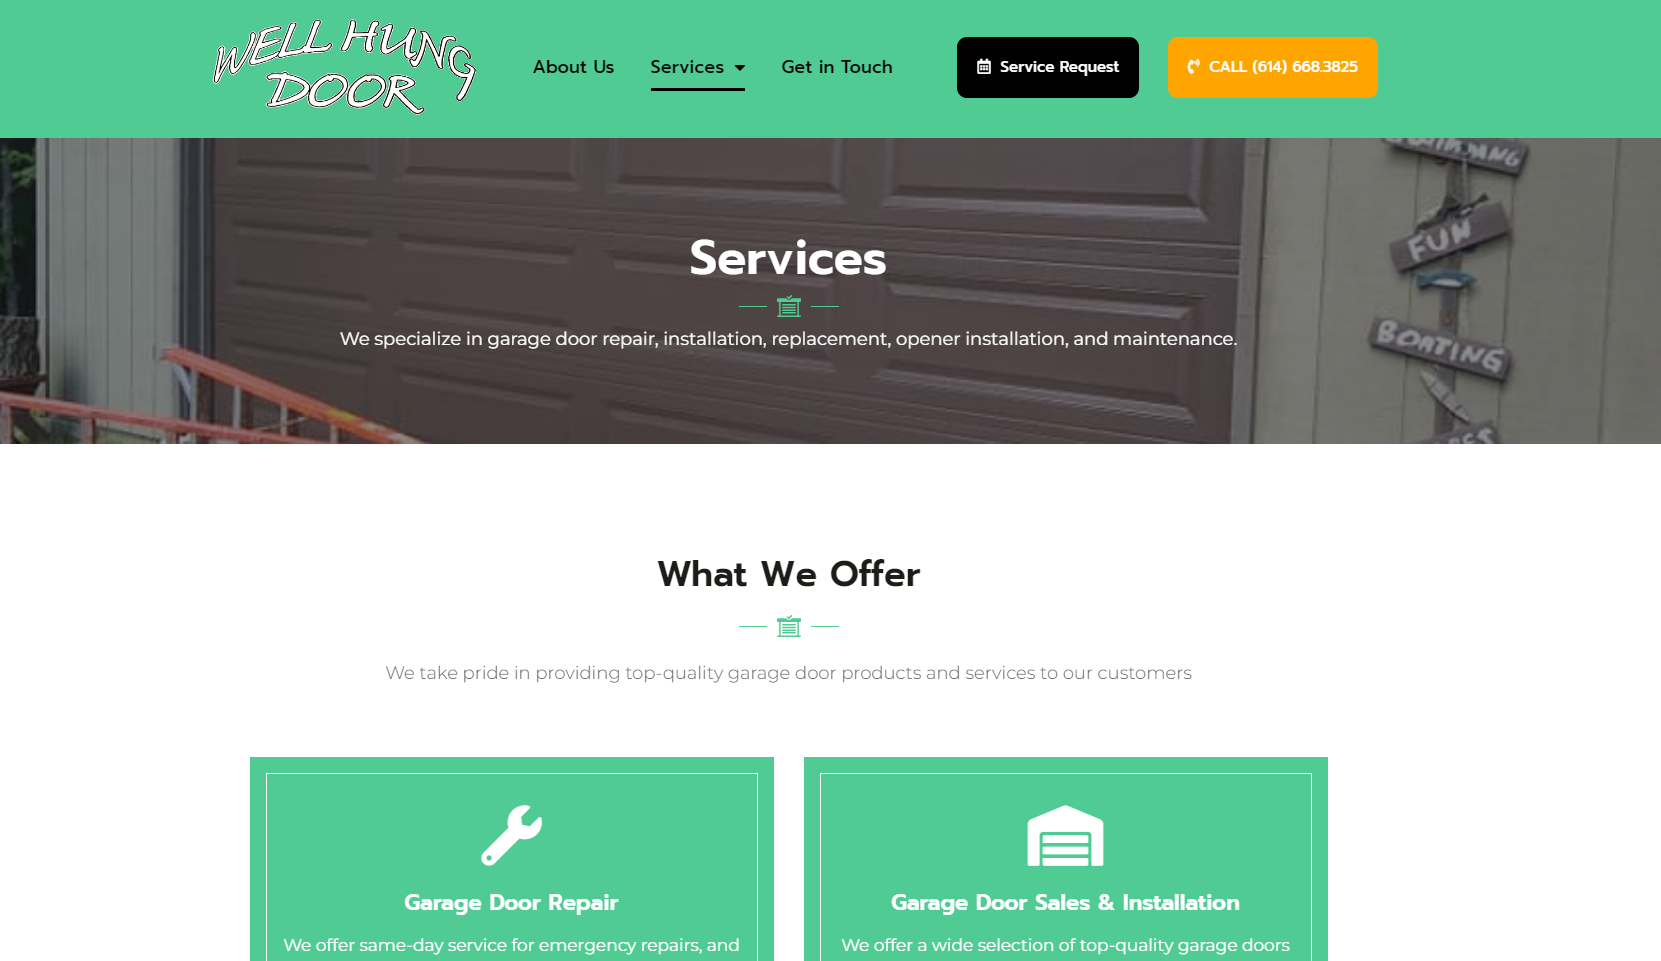 WELL HUNG
DOOR
About Us
Services
Get in Touch
Service Request
CALL (614) 668.3825
Services
FUN
We specialize in garage door repair, installation, replacement, opener installation, and maintenance.
BOATING
What We Offer
We take pride in providing top-quality garage door products and services to our customers
Garage Door Repair
We offer same-day service for emergency repairs, and
Garage Door Sales & Installation
We offer a wide selection of top-quality garage doors